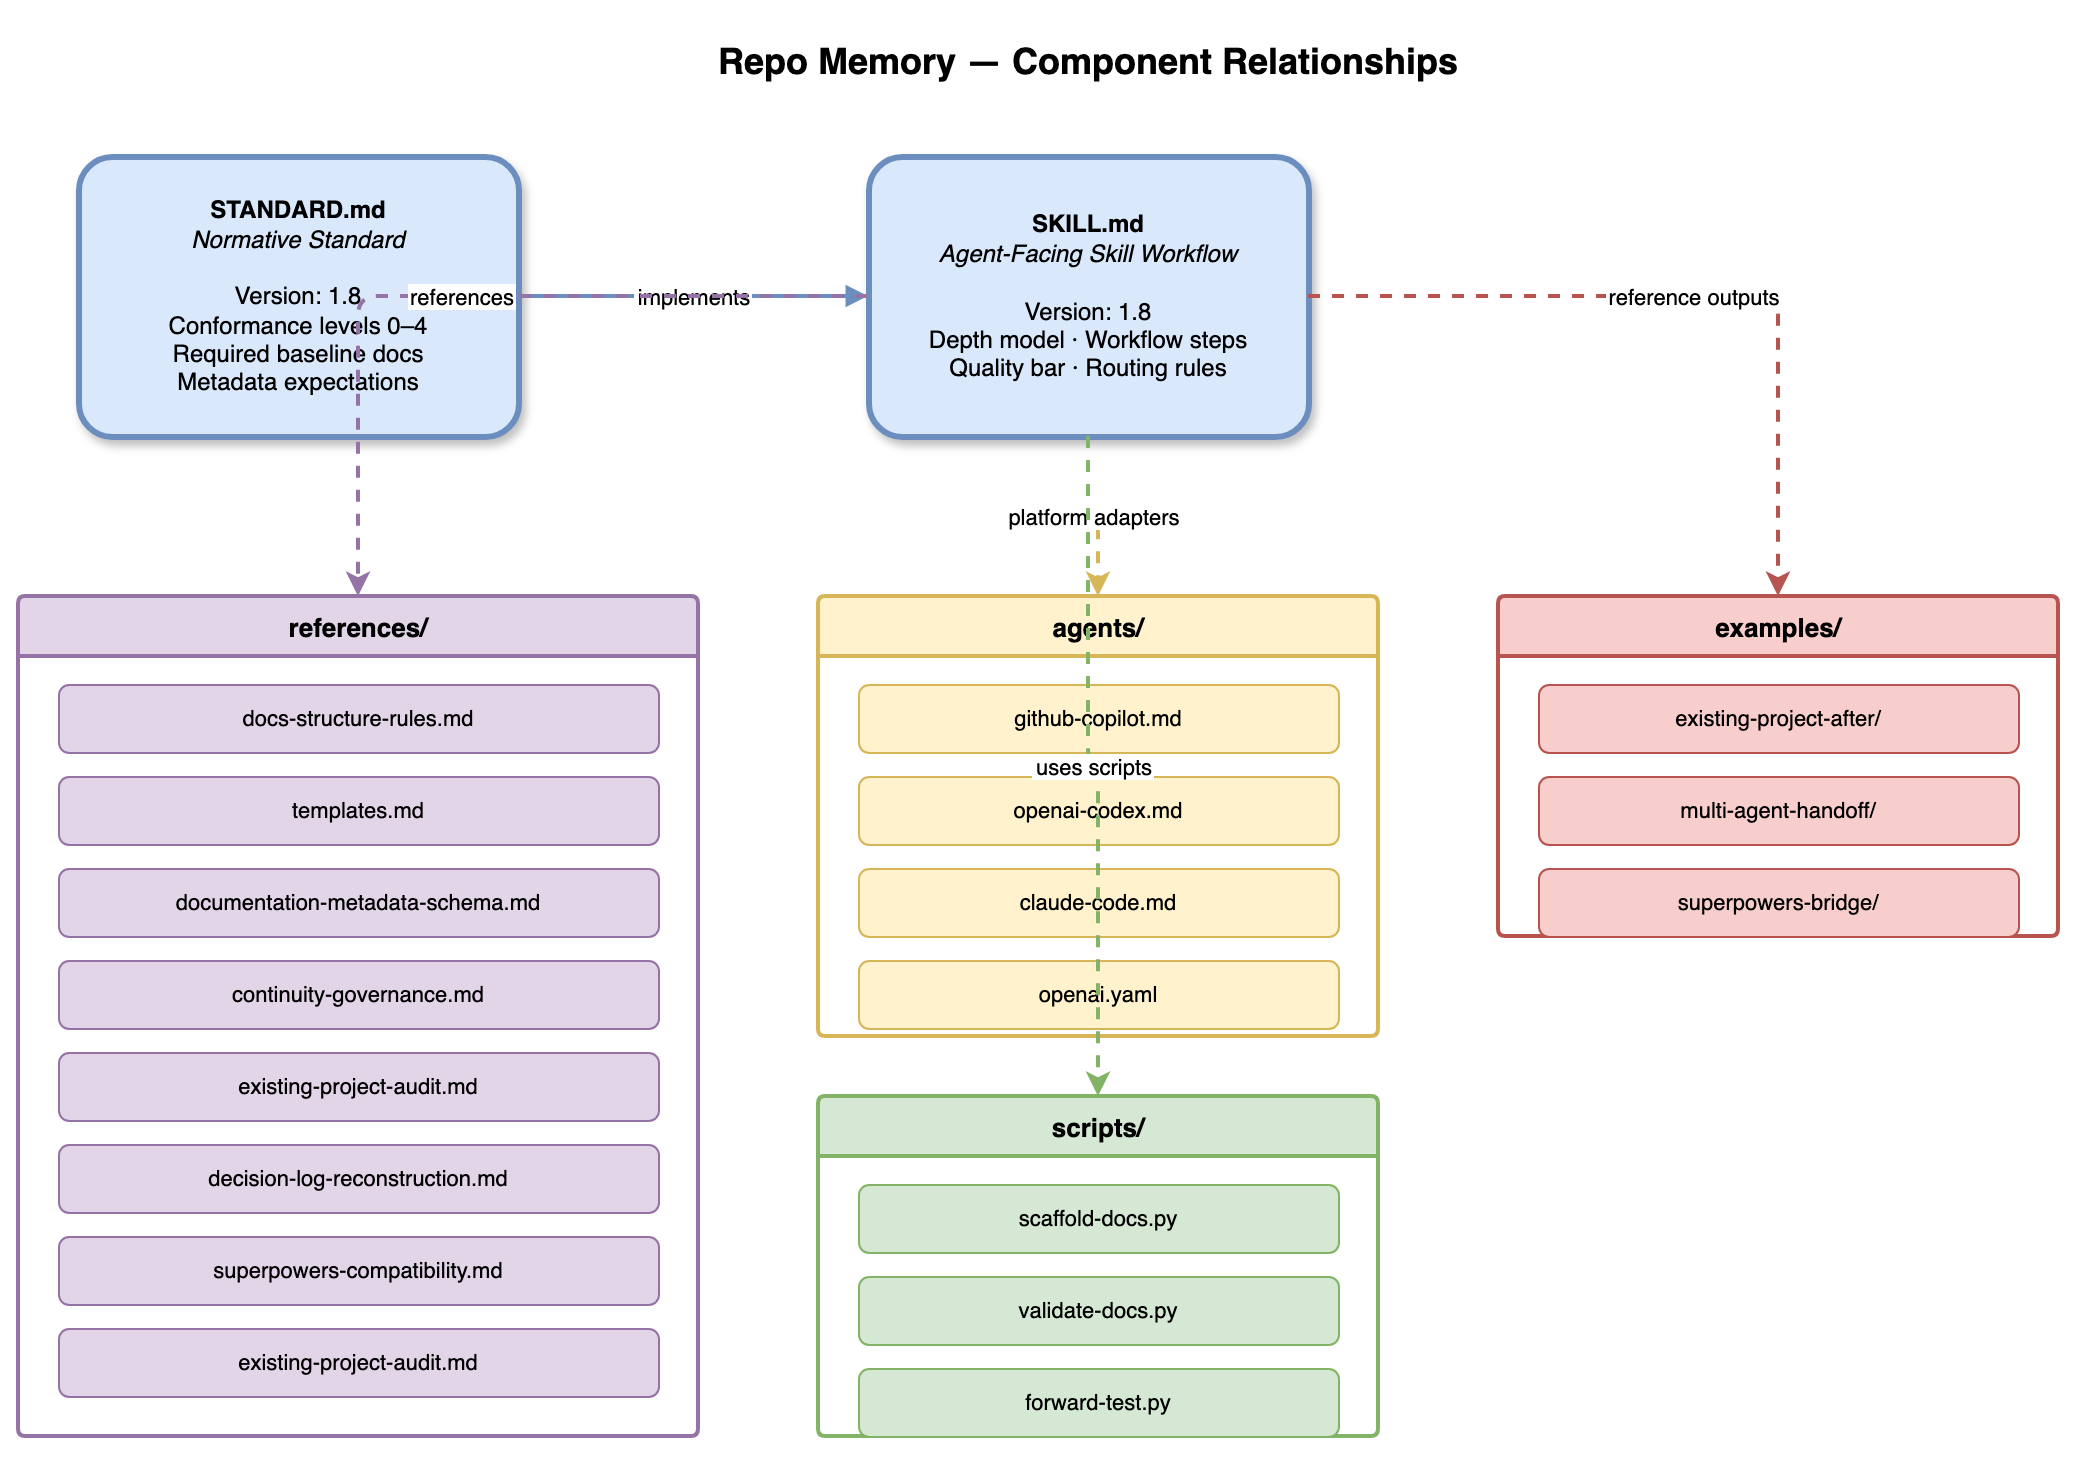 Repo Memory — Component Relationships
STANDARD.md
Normative Standard
Version: 1.8
Conformance levels 0–4
Required baseline docs
Metadata expectations
references
implements
SKILL.md
Agent-Facing Skill Workflow
Version: 1.8
Depth model · Workflow steps
Quality bar · Routing rules
reference outputs
platform adapters
references/
docs-structure-rules.md
templates.md
documentation-metadata-schema.md
continuity-governance.md
existing-project-audit.md
decision-log-reconstruction.md
superpowers-compatibility.md
existing-project-audit.md
agents/
github-copilot.md
uses scripts
openai-codex.md
claude-code.md
openai.yaml
scripts/
scaffold-docs.py
validate-docs.py
forward-test.py
examples/
existing-project-after/
multi-agent-handoff/
superpowers-bridge/